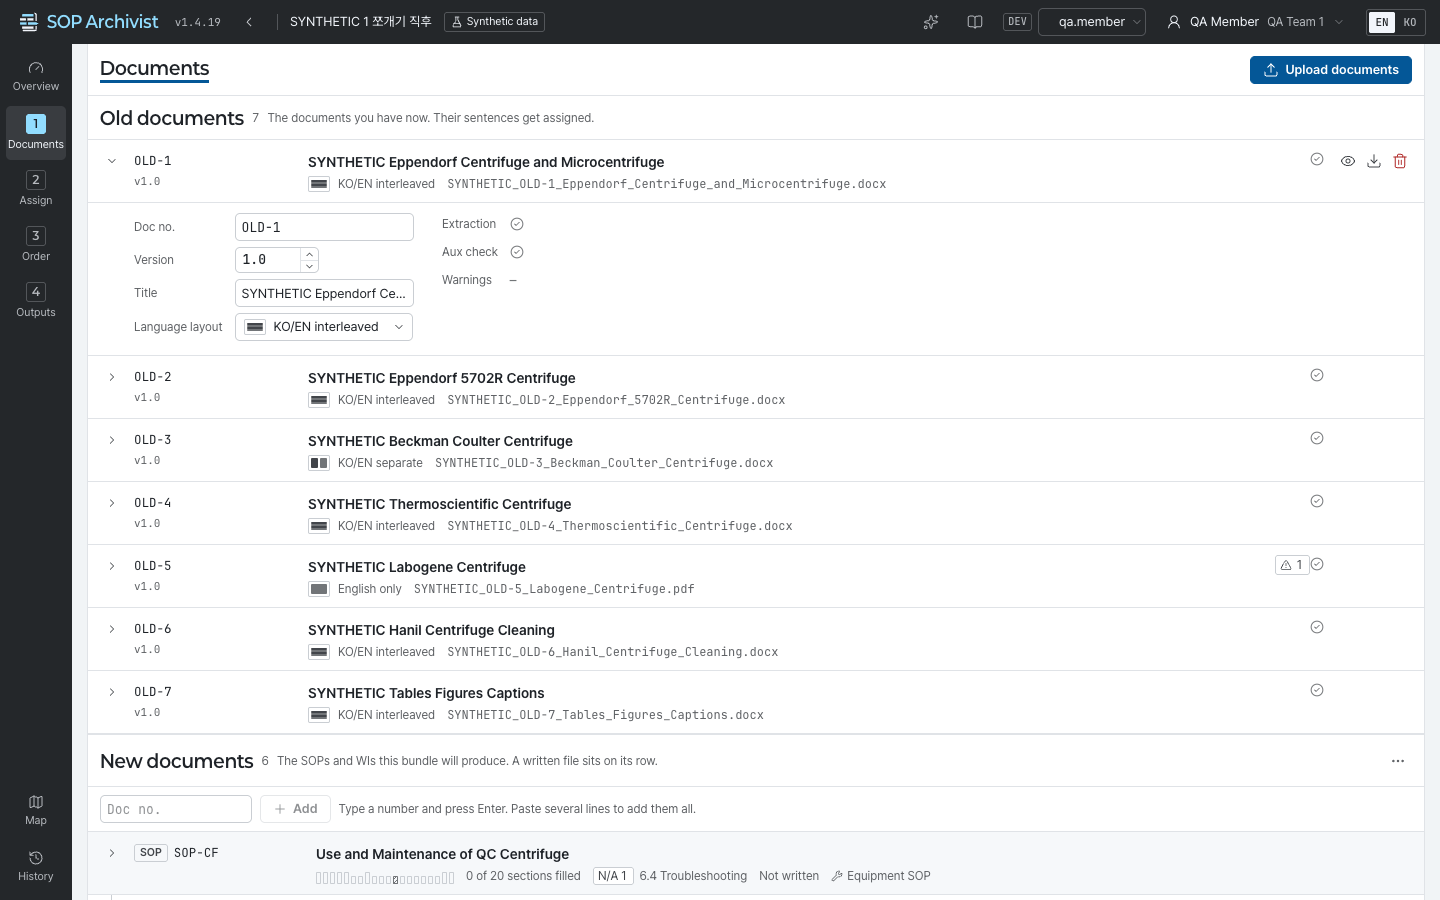 SOP Archivist v1.4.19 SYNTHETIC 1 쪼개기 직후 Synthetic data DEV qa.member QA Member QA Team 1 EN KO
Overview
1
Documents
2
Assign
3
Order
4
Outputs
Map
History
Documents
Upload documents
Old documents 7 The documents you have now. Their sentences get assigned.
OLD-1 SYNTHETIC Eppendorf Centrifuge and Microcentrifuge
v1.0 KO/EN interleaved SYNTHETIC_OLD-1_Eppendorf_Centrifuge_and_Microcentrifuge.docx
Doc no. OLD-1 Extraction
Version 1.0 Aux check
Title SYNTHETIC Eppendorf Ce... Warnings –
Language layout KO/EN interleaved
OLD-2 SYNTHETIC Eppendorf 5702R Centrifuge
v1.0 KO/EN interleaved SYNTHETIC_OLD-2_Eppendorf_5702R_Centrifuge.docx
OLD-3 SYNTHETIC Beckman Coulter Centrifuge
v1.0 KO/EN separate SYNTHETIC_OLD-3_Beckman_Coulter_Centrifuge.docx
OLD-4 SYNTHETIC Thermoscientific Centrifuge
v1.0 KO/EN interleaved SYNTHETIC_OLD-4_Thermoscientific_Centrifuge.docx
OLD-5 SYNTHETIC Labogene Centrifuge 1
v1.0 English only SYNTHETIC_OLD-5_Labogene_Centrifuge.pdf
OLD-6 SYNTHETIC Hanil Centrifuge Cleaning
v1.0 KO/EN interleaved SYNTHETIC_OLD-6_Hanil_Centrifuge_Cleaning.docx
OLD-7 SYNTHETIC Tables Figures Captions
v1.0 KO/EN interleaved SYNTHETIC_OLD-7_Tables_Figures_Captions.docx
New documents 6 The SOPs and WIs this bundle will produce. A written file sits on its row.
Doc no. Add Type a number and press Enter. Paste several lines to add them all.
SOP SOP-CF Use and Maintenance of QC Centrifuge
0 of 20 sections filled N/A 1 6.4 Troubleshooting Not written Equipment SOP